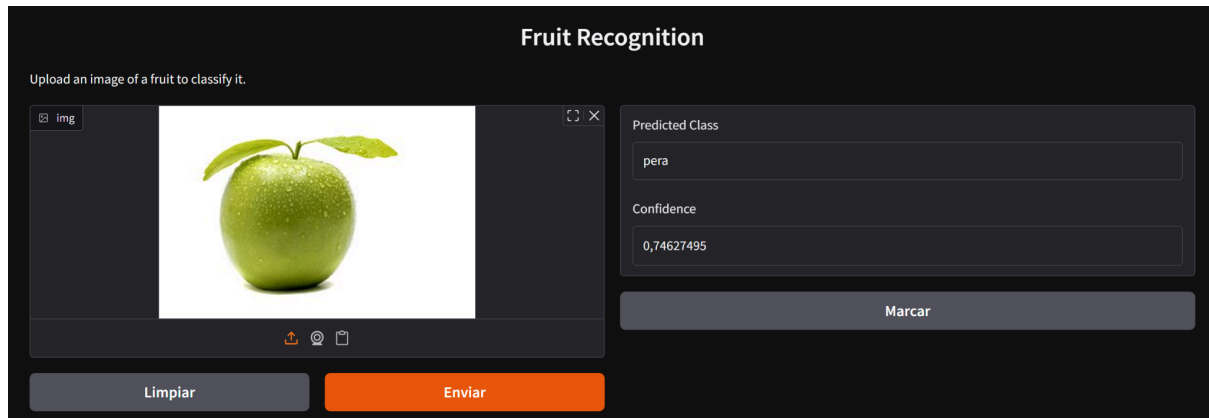 Fruit Recognition
Upload an image of a fruit to classify it.
img
Predicted Class
pera
Confidence
0,74627495
Marcar
Limpiar
Enviar